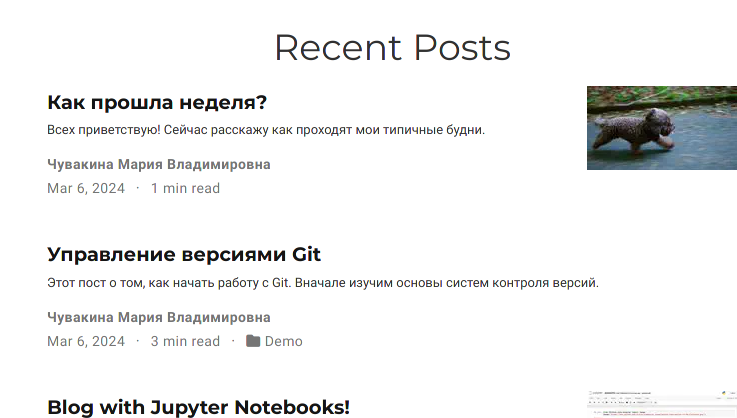 Recent Posts
Как прошла неделя?
Всех приветствую! Сейчас расскажу как проходят мои типичные будни.
Чувакина Мария Владимировна
Mar 6, 2024 · 1 min read
Управление версиями Git
Этот пост о том, как начать работу с Git. Вначале изучим основы систем контроля версий.
Чувакина Мария Владимировна
Mar 6, 2024 · 3 min read · Demo
Blog with Jupyter Notebooks!